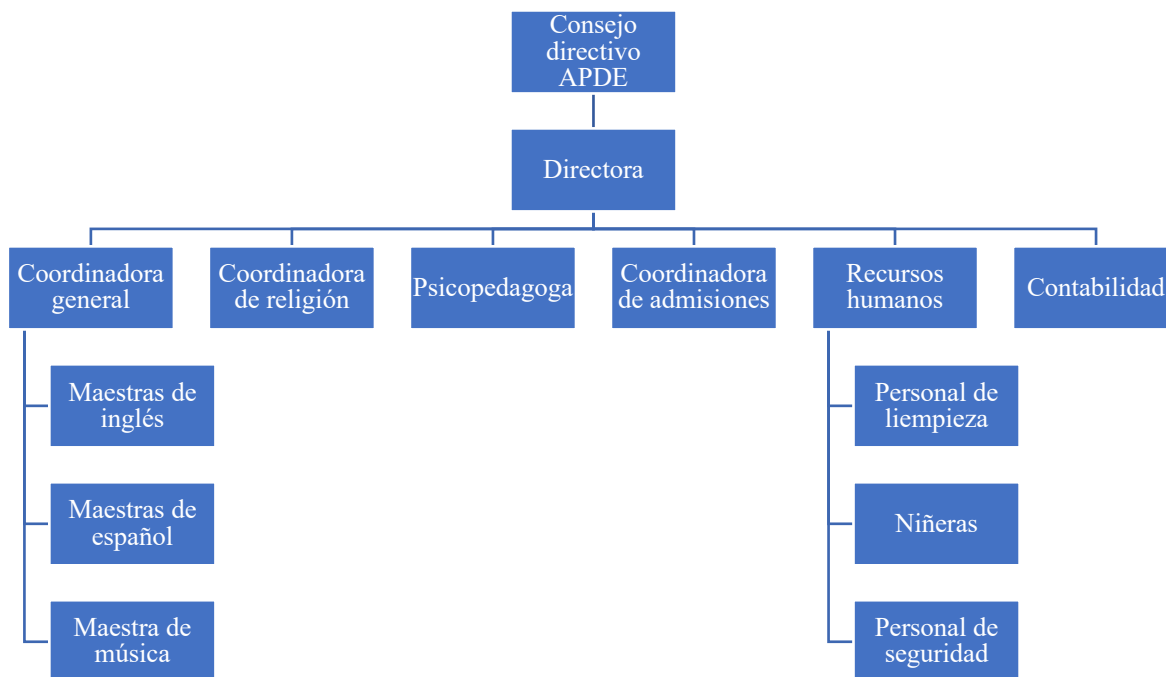 Consejo
directivo
APDE
Directora
Coordinadora
general
Coordinadora
de religión
Psicopedagoga
Coordinadora
de admisiones
Recursos
humanos
Contabilidad
Maestras de
inglés
Maestras de
español
Maestra de
música
Personal de
liempieza
Niñeras
Personal de
seguridad